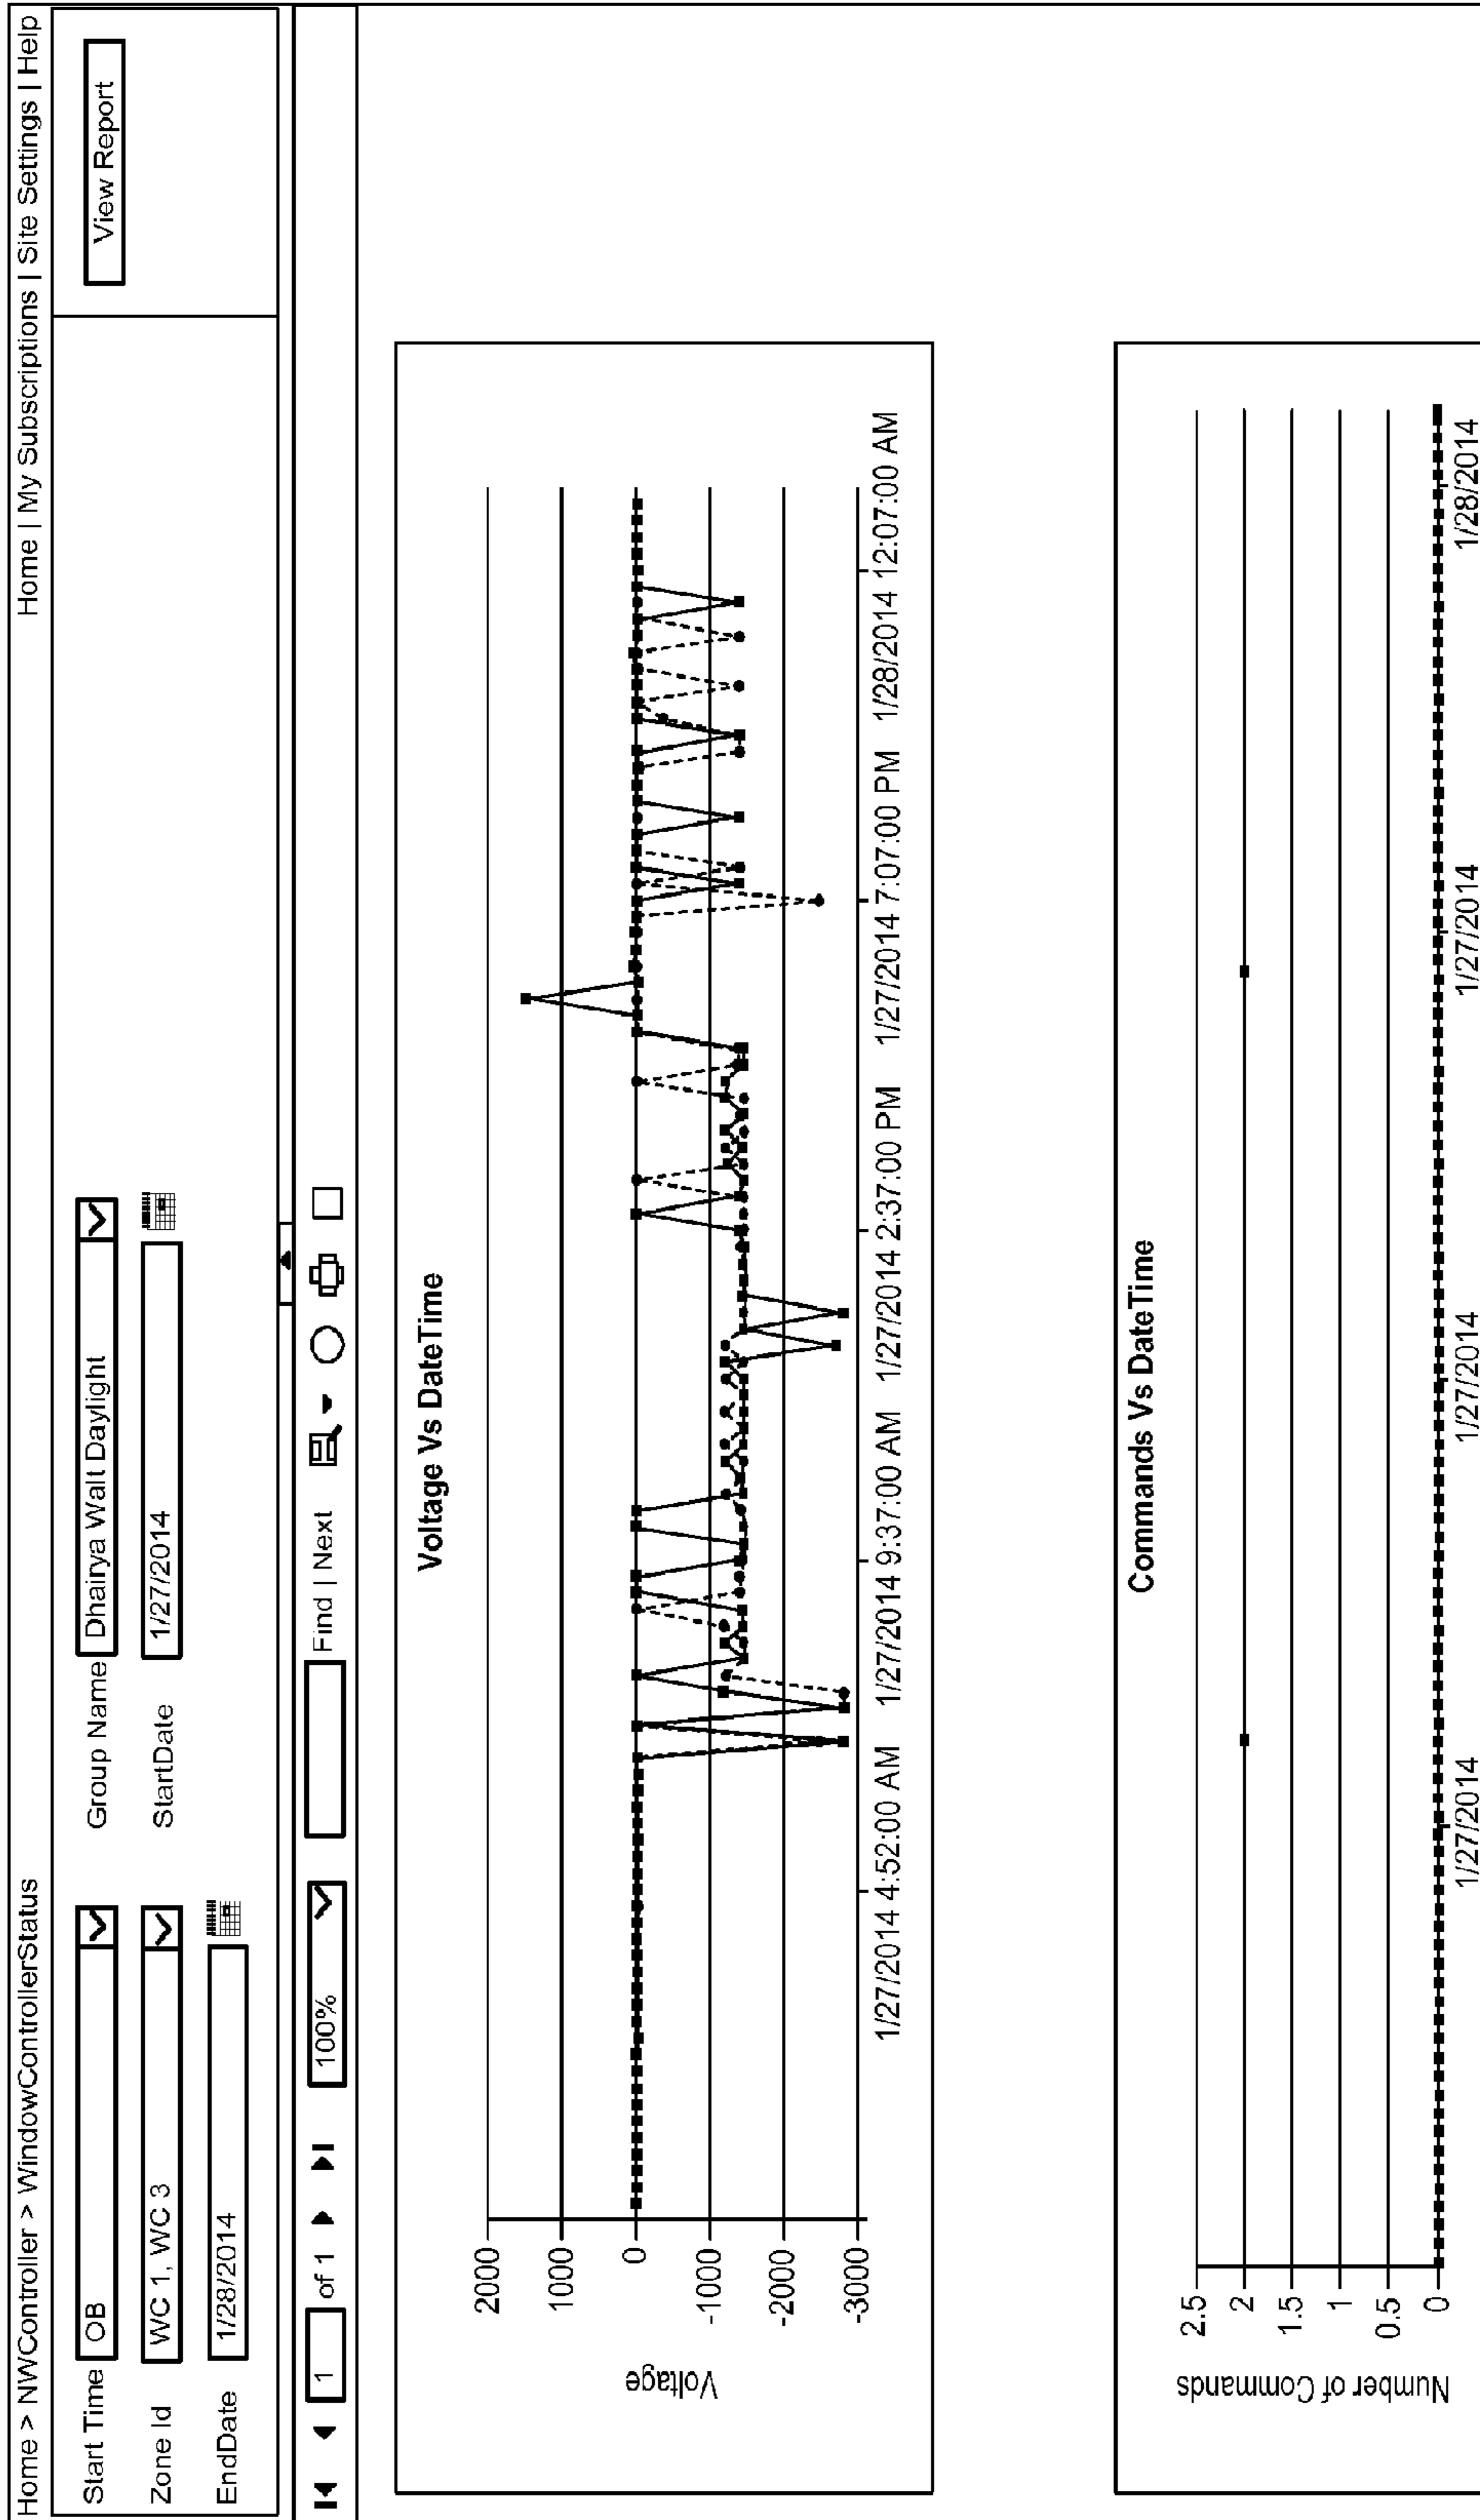 Home > NWController > WindowControllerStatus
Home | My Subscriptions | Site Settings | Help
Start Time OB
Group Name Dhairya Walt Daylight
View Report
Zone Id WC 1, WC 3
StartDate 1/27/2014
EndDate 1/28/2014
1 of 1 100% Find | Next
Voltage Vs DateTime
Voltage
2000
1000
0
-1000
-2000
-3000
1/27/2014 4:52:00 AM 1/27/2014 9:37:00 AM 1/27/2014 2:37:00 PM 1/27/2014 7:07:00 PM 1/28/2014 12:07:00 AM
Commands Vs DateTime
Number of Commands
2.5
2
1.5
1
0.5
0
1/27/2014 1/27/2014 1/27/2014 1/28/2014